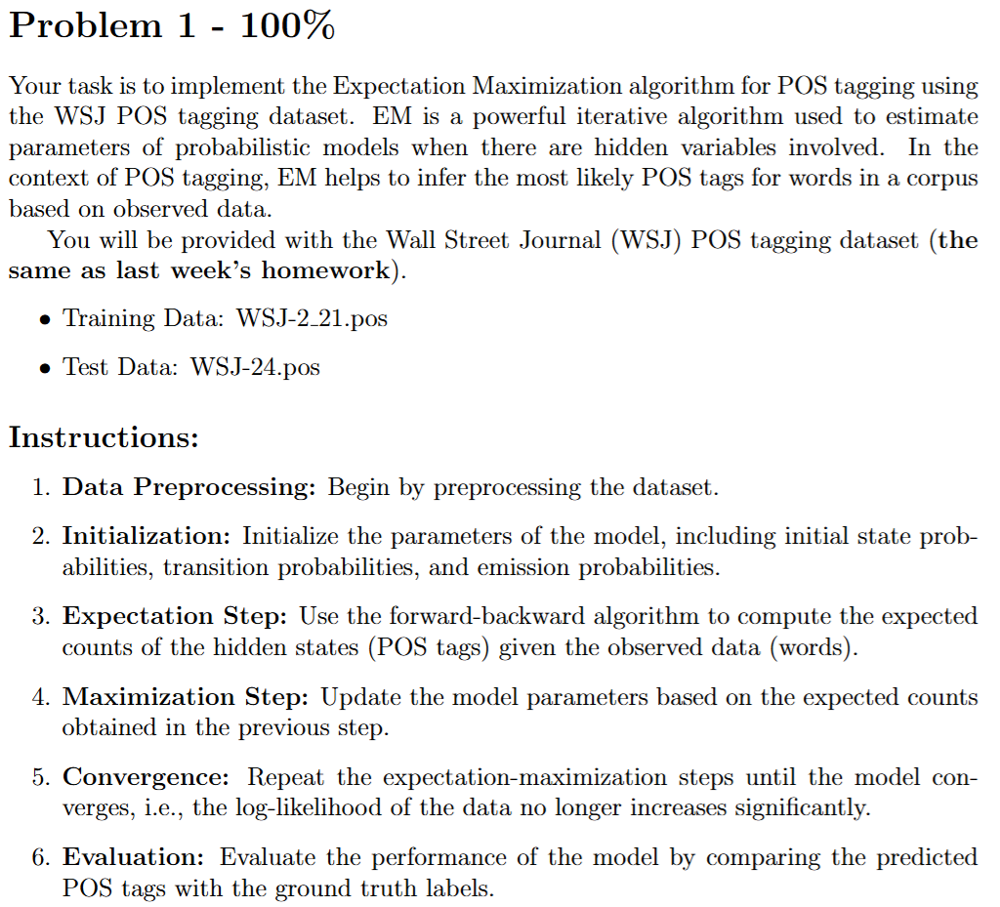 Problem 1 - 100%
Your task is to implement the Expectation Maximization algorithm for POS tagging using
the WSJ POS tagging dataset. EM is a powerful iterative algorithm used to estimate
parameters of probabilistic models when there are hidden variables involved. In the
context of POS tagging, EM helps to infer the most likely POS tags for words in a corpus
based on observed data.
You will be provided with the Wall Street Journal (WSJ) POS tagging dataset (the
same as last week's homework).
• Training Data: WSJ-2_21.pos
• Test Data: WSJ-24.pos
Instructions:
1. Data Preprocessing: Begin by preprocessing the dataset.
2. Initialization: Initialize the parameters of the model, including initial state prob-
abilities, transition probabilities, and emission probabilities.
3. Expectation Step: Use the forward-backward algorithm to compute the expected
counts of the hidden states (POS tags) given the observed data (words).
4. Maximization Step: Update the model parameters based on the expected counts
obtained in the previous step.
5. Convergence: Repeat the expectation-maximization steps until the model con-
verges, i.e., the log-likelihood of the data no longer increases significantly.
6. Evaluation: Evaluate the performance of the model by comparing the predicted
POS tags with the ground truth labels.